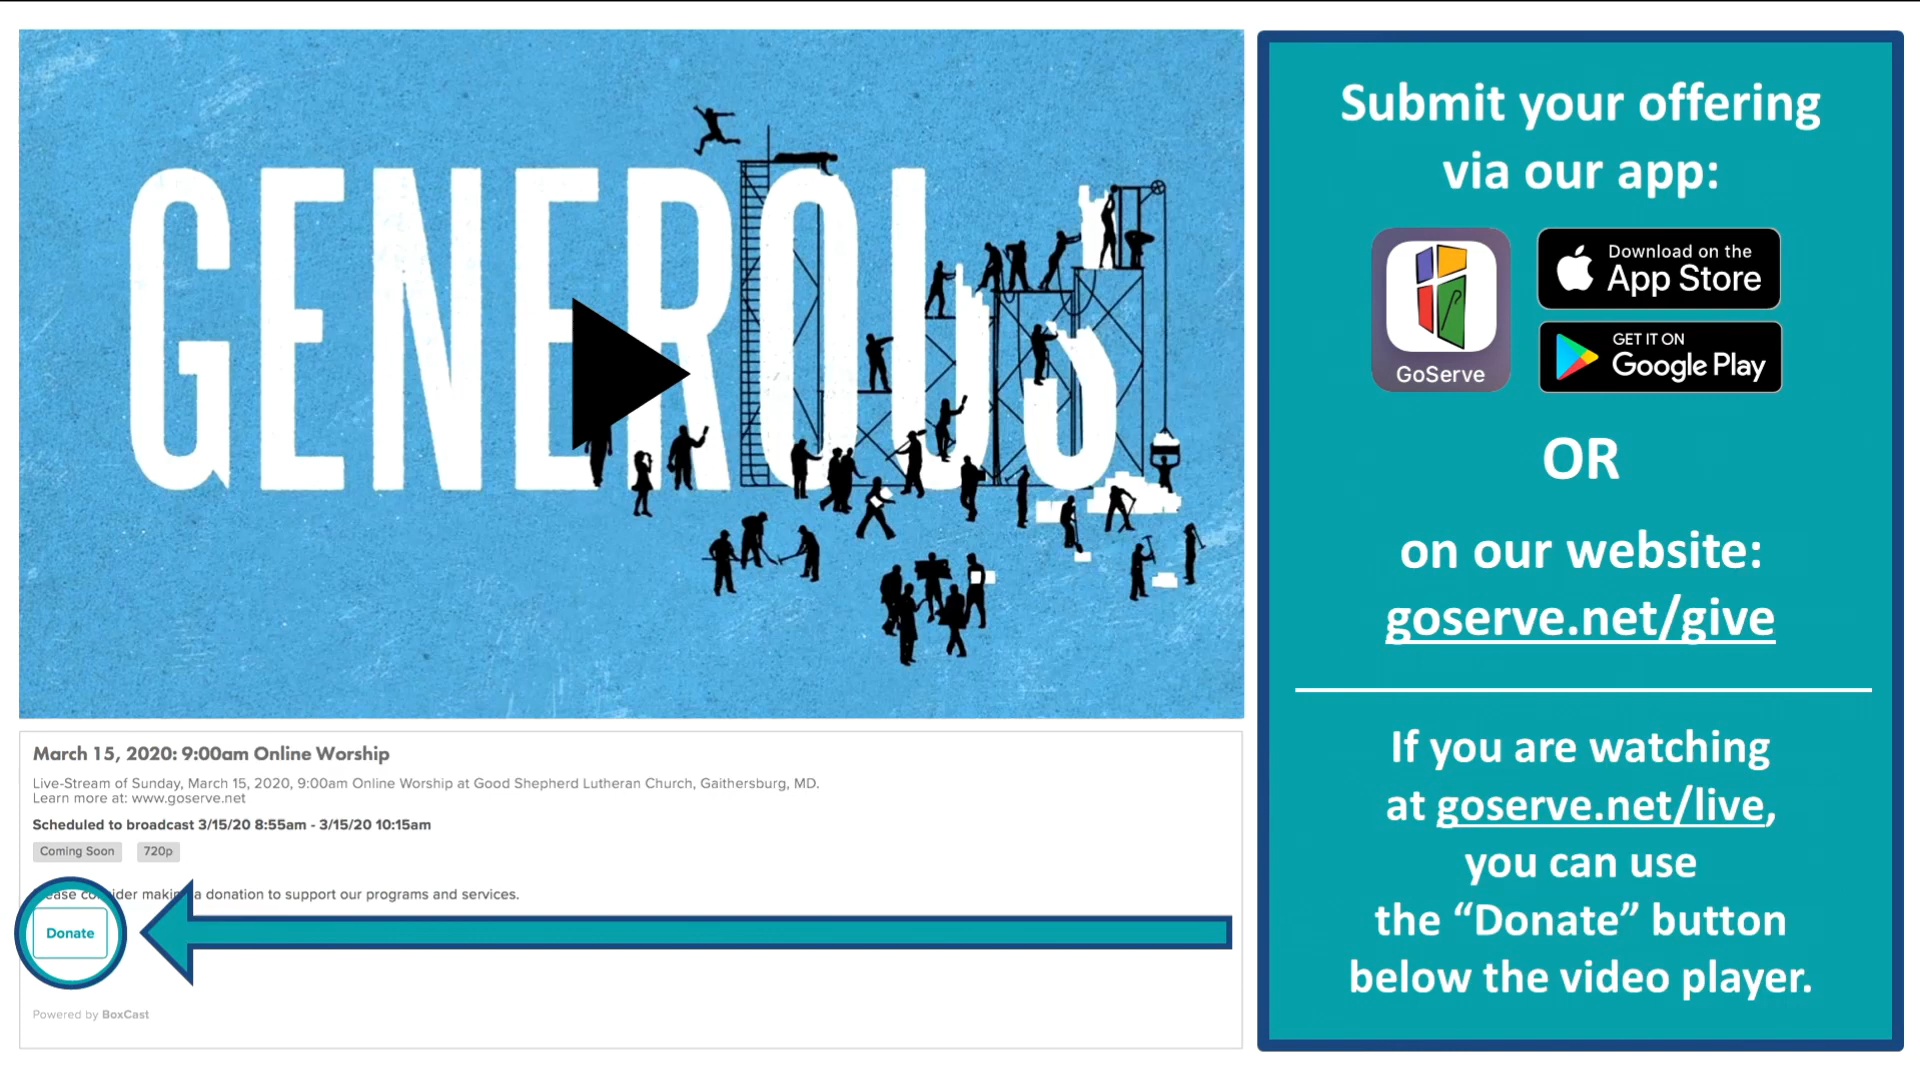 GENEROUS
March 15, 2020: 9:00am Online Worship
Live-Stream of Sunday, March 15, 2020, 9:00am Online Worship at Good Shepherd Lutheran Church, Gaithersburg, MD.
Learn more at: www.goserve.net
Scheduled to broadcast 3/15/20 8:55am - 3/15/20 10:15am
Coming Soon 720p
Please consider making a donation to support our programs and services.
Donate
Powered by BoxCast
Submit your offering
via our app:
GoServe
Download on the
App Store
GET IT ON
Google Play
OR
on our website:
goserve.net/give
If you are watching
at goserve.net/live,
you can use
the “Donate” button
below the video player.